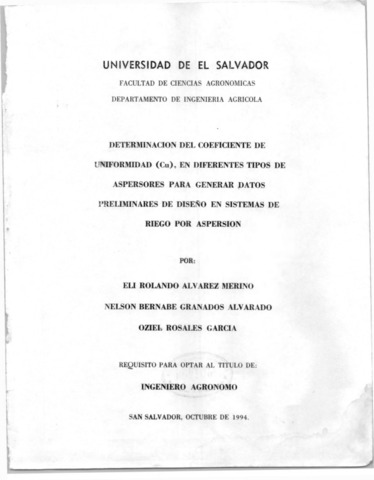 UNIVERSIDAD DE EL SALVADOR
FACULTAD DE CIENCIAS AGRONOMICAS
DEPARTAMENTO DE INGENIERIA AGRICOLA
DETERMINACION DEL COEFICIENTE DE
UNIFORMIDAD (Cu), EN DIFERENTES TIPOS DE
ASPERSORES PARA GENERAR DATOS
PRELIMINARES DE DISEÑO EN SISTEMAS DE
RIEGO POR ASPERSION
POR:
ELI ROLANDO ALVAREZ MERINO
NELSON BERNABE GRANADOS ALVARADO
OZIEL ROSALES GARCIA
REQUISITO PARA OPTAR AL TITULO DE:
INGENIERO AGRONOMO
SAN SALVADOR, OCTUBRE DE 1994.